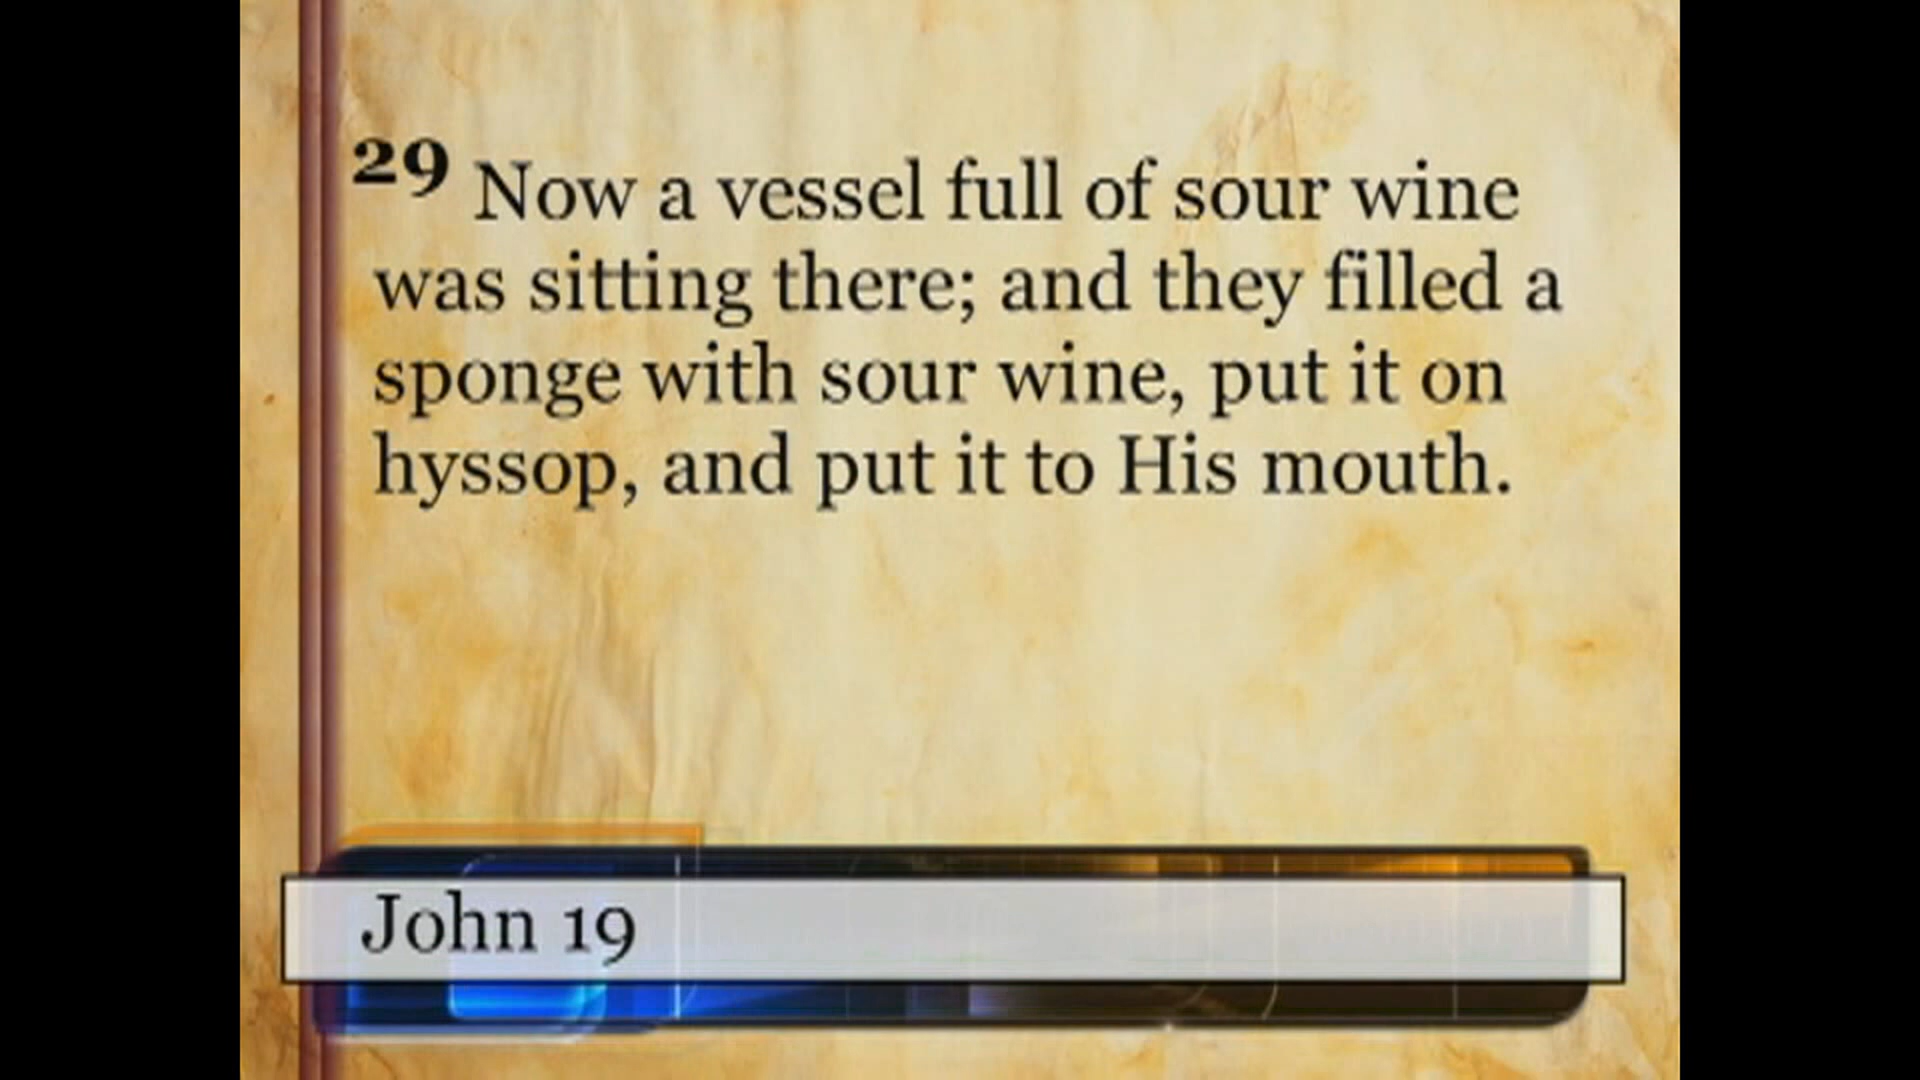 29 Now a vessel full of sour wine
was sitting there; and they filled a
sponge with sour wine, put it on
hyssop, and put it to His mouth.
John 19